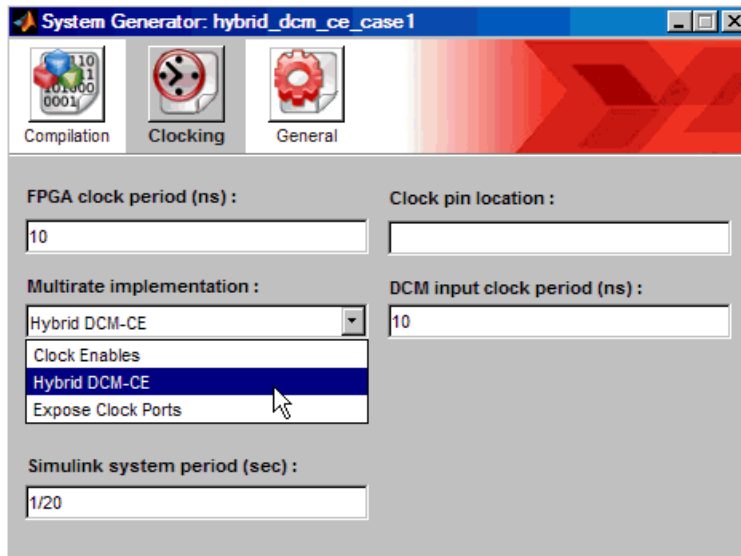 System Generator: hybrid_dcm_ce_case1
Compilation
Clocking
General
FPGA clock period (ns) :
Clock pin location :
10
Multirate implementation :
DCM input clock period (ns) :
Hybrid DCM-CE
10
Clock Enables
Hybrid DCM-CE
Expose Clock Ports
Simulink system period (sec) :
1/20